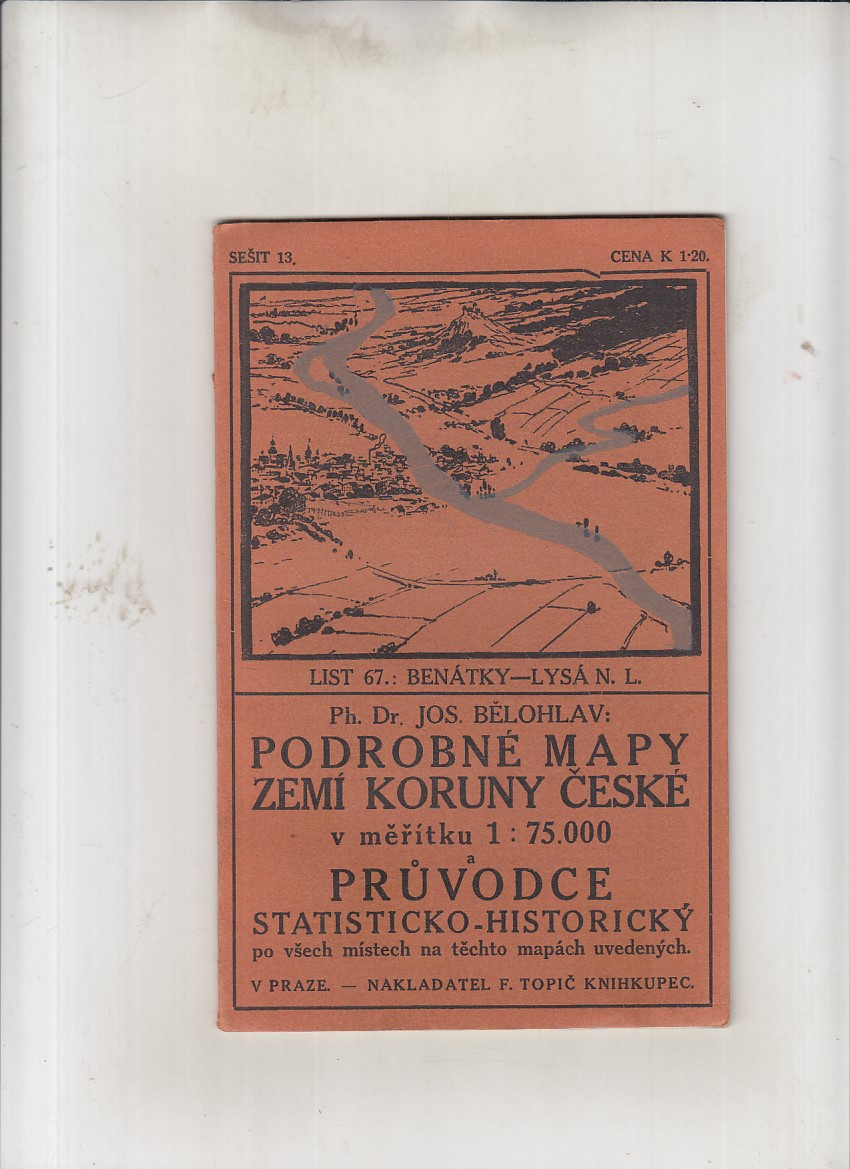 SEŠIT 13.
CENA K 1·20.
LIST 67.: BENÁTKY—LYSÁ N. L.
Ph. Dr. JOS. BĚLOHLAV:
PODROBNÉ MAPY
ZEMÍ KORUNY ČESKÉ
v měřítku 1 : 75.000
a
PRŮVODCE
STATISTICKO-HISTORICKÝ
po všech místech na těchto mapách uvedených.
V PRAZE. — NAKLADATEL F. TOPIČ KNIHKUPEC.